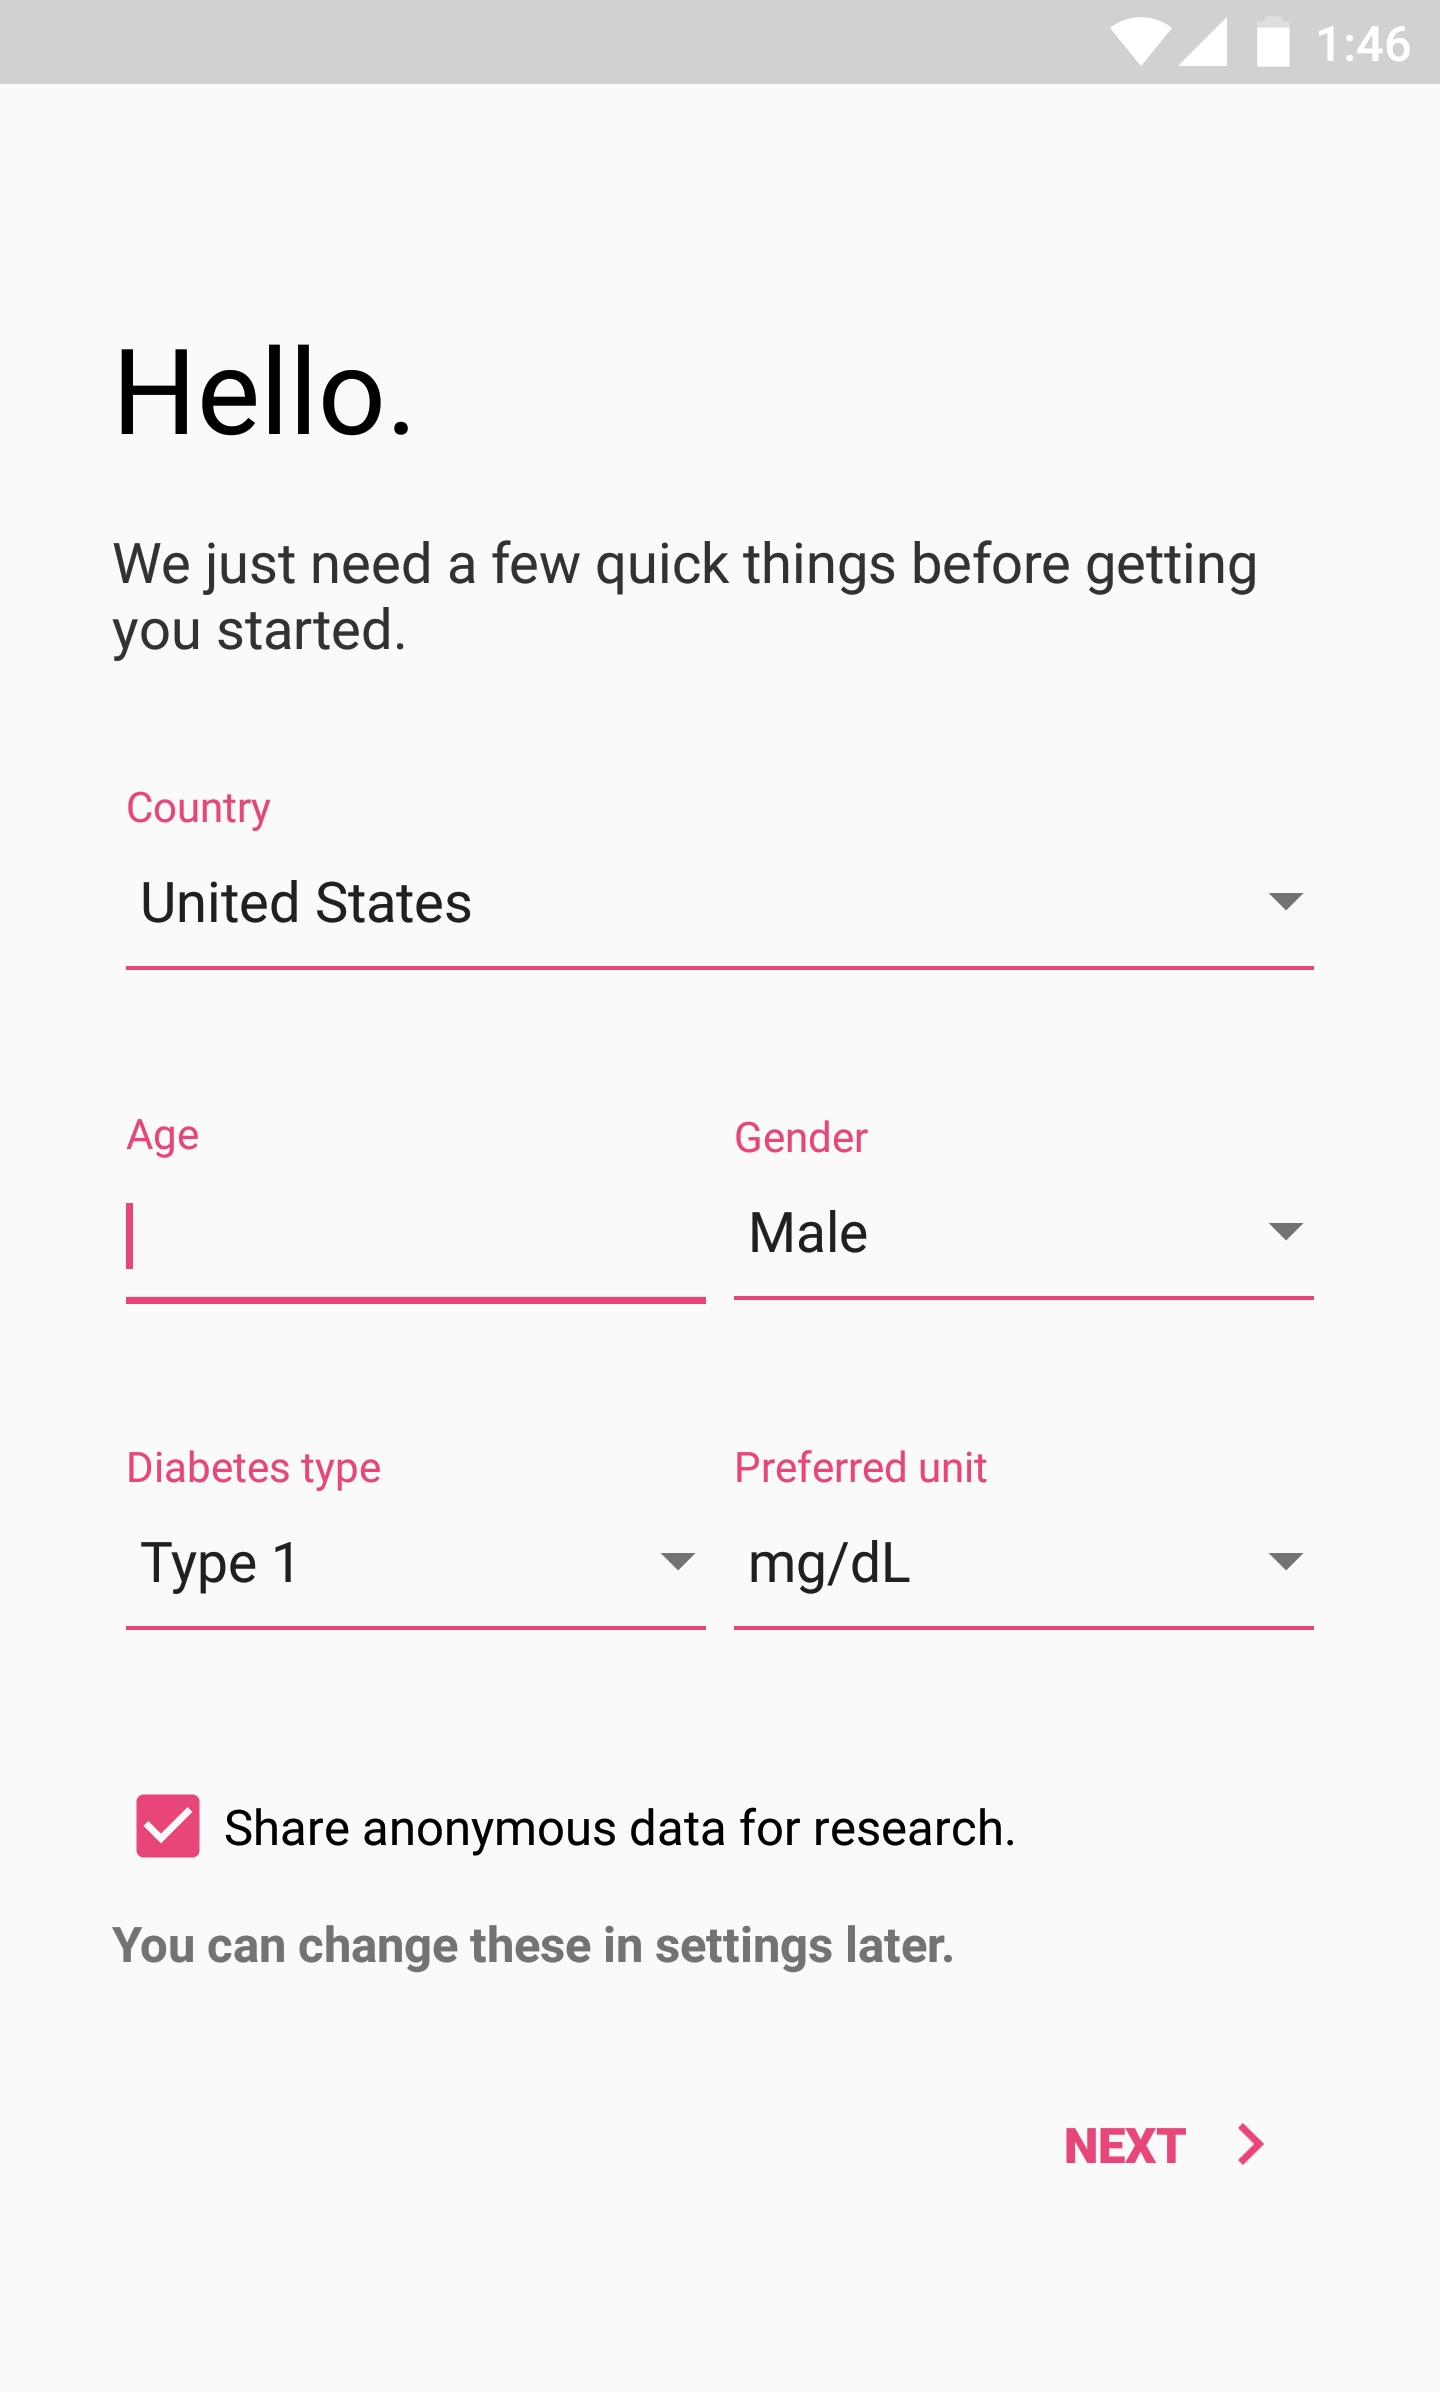 1:46
Hello.
We just need a few quick things before getting
you started.
Country
United States
Age
Gender
Male
Diabetes type
Preferred unit
Type 1
mg/dL
Share anonymous data for research.
You can change these in settings later.
NEXT